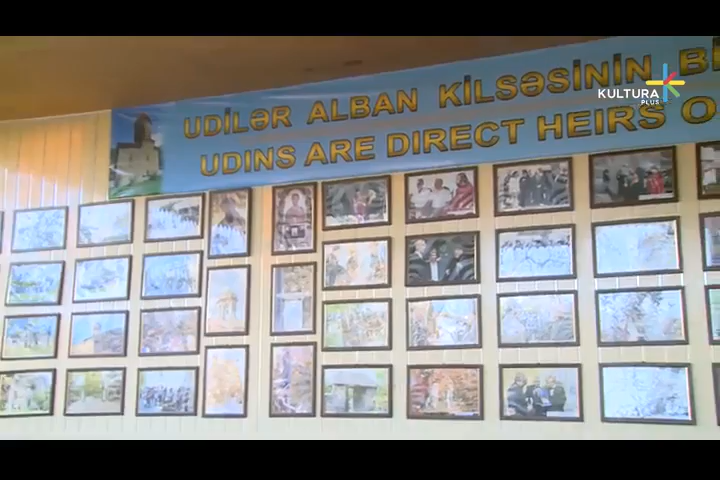 KULTURA
PLUS
UDİLƏR ALBAN KİLSƏSİNİN
UDINS ARE DIRECT HEIRS